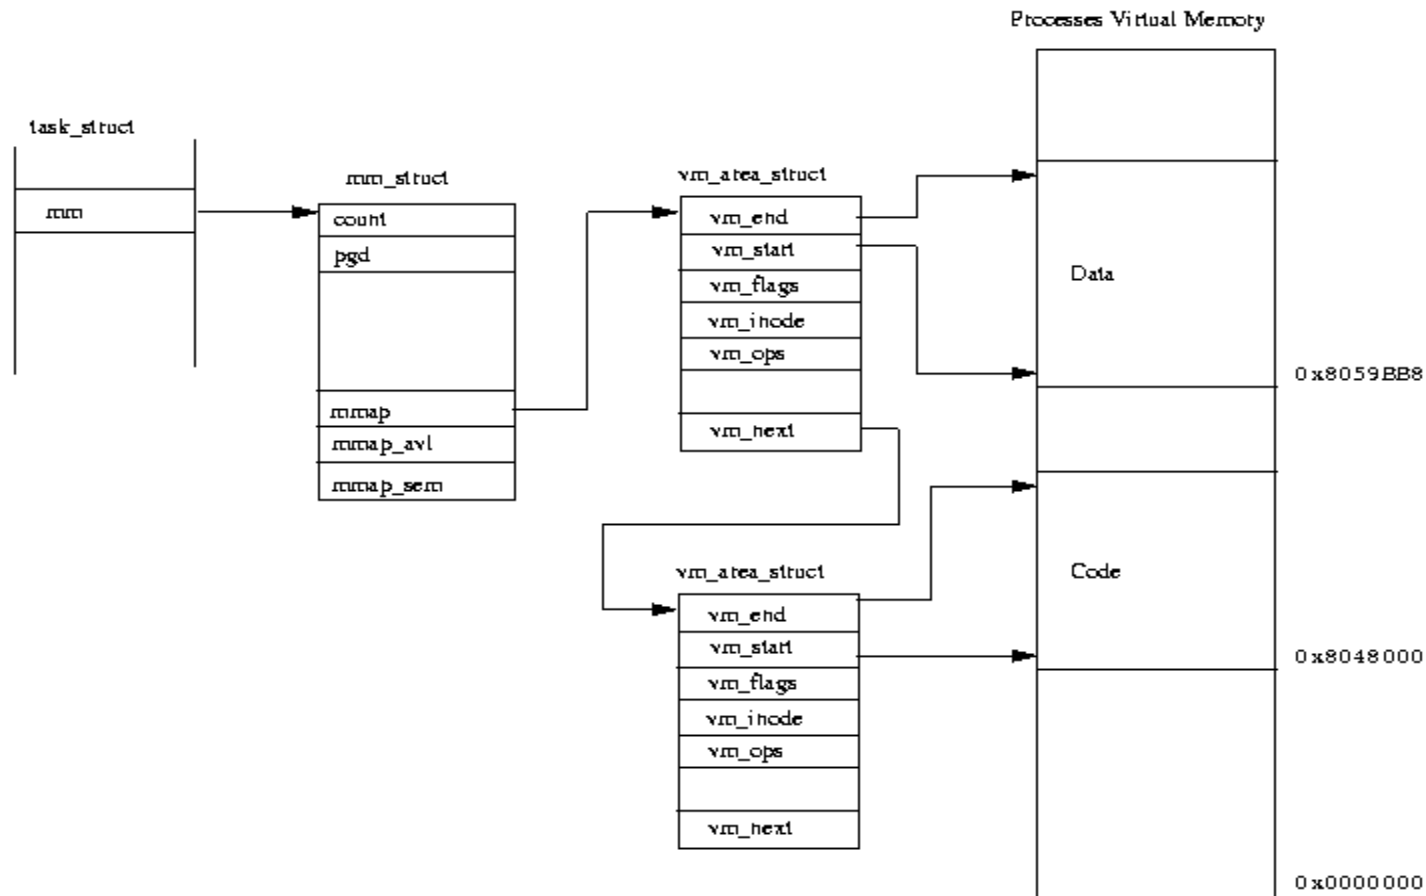 Processes Virtual Memory
task_struct
mm
mm_struct
count
pgd
mmap
mmap_avl
mmap_sem
vm_area_struct
vm_end
vm_start
vm_flags
vm_inode
vm_ops
vm_next
vm_area_struct
vm_end
vm_start
vm_flags
vm_inode
vm_ops
vm_next
Data
0x8059BB8
Code
0x8048000
0x0000000